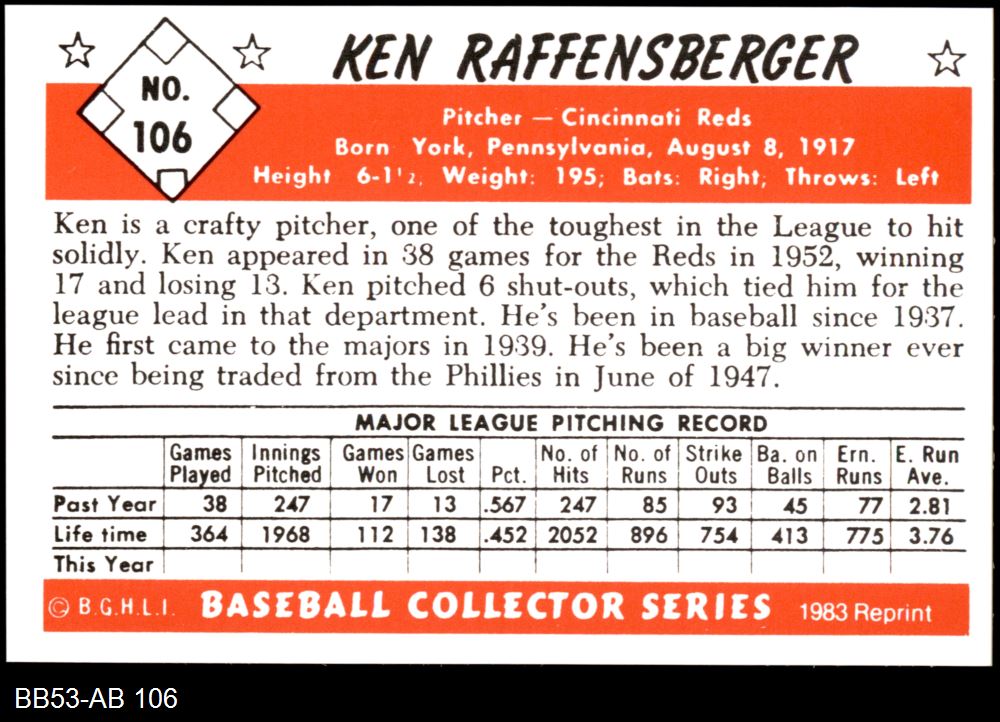 KEN RAFFENSBERGER
NO.
106
Pitcher — Cincinnati Reds
Born York, Pennsylvania, August 8, 1917
Height 6-1½, Weight: 195; Bats: Right; Throws: Left
Ken is a crafty pitcher, one of the toughest in the League to hit
solidly. Ken appeared in 38 games for the Reds in 1952, winning
17 and losing 13. Ken pitched 6 shut-outs, which tied him for the
league lead in that department. He's been in baseball since 1937.
He first came to the majors in 1939. He's been a big winner ever
since being traded from the Phillies in June of 1947.
MAJOR LEAGUE PITCHING RECORD
Games Innings Games Games No. of No. of Strike Ba. on Ern. E. Run
Played Pitched Won Lost Pct. Hits Runs Outs Balls Runs Ave.
Past Year 38 247 17 13 .567 247 85 93 45 77 2.81
Life time 364 1968 112 138 .452 2052 896 754 413 775 3.76
This Year
© B.G.H.L.I. BASEBALL COLLECTOR SERIES 1983 Reprint
BB53-AB 106